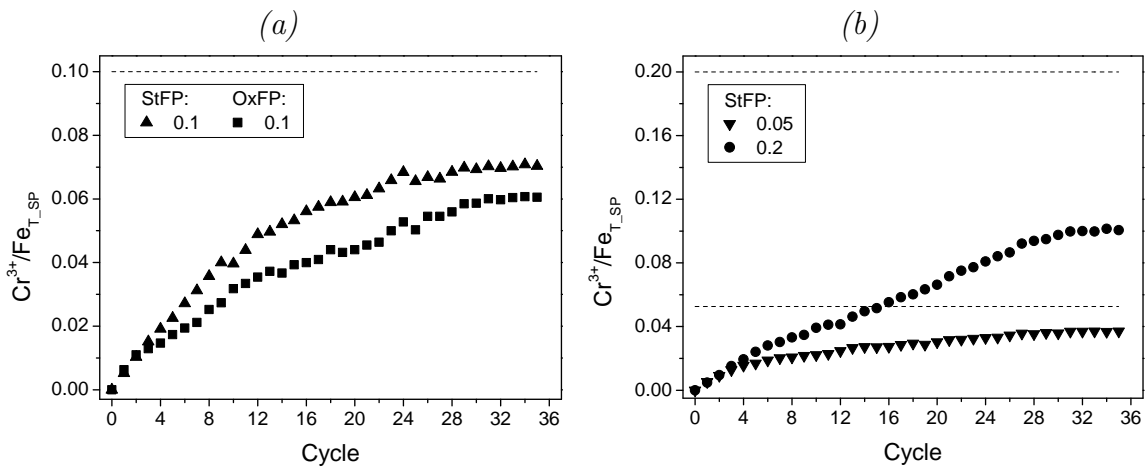 (a)
0.10
0.08
0.06
0.04
0.02
0.00
Cr³⁺/Fe_T_SP
StFP: OxFP:
▲ 0.1 ■ 0.1
0 4 8 12 16 20 24 28 32 36
Cycle
(b)
0.20
0.16
0.12
0.08
0.04
0.00
Cr³⁺/Fe_T_SP
StFP:
▼ 0.05
● 0.2
0 4 8 12 16 20 24 28 32 36
Cycle